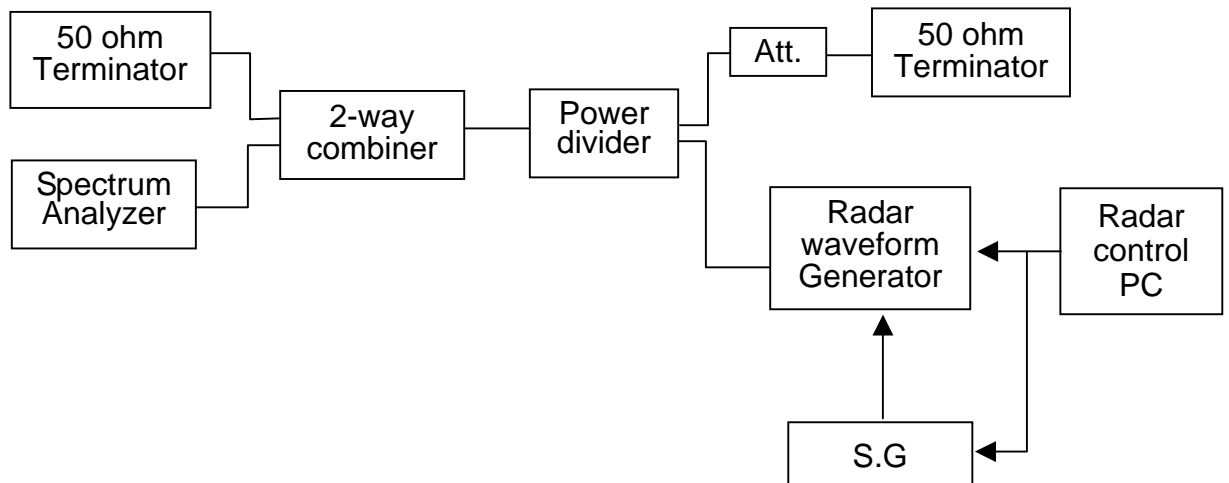 50 ohm
Terminator
Att.
50 ohm
Terminator
2-way
combiner
Power
divider
Spectrum
Analyzer
Radar
waveform
Generator
Radar
control
PC
S.G